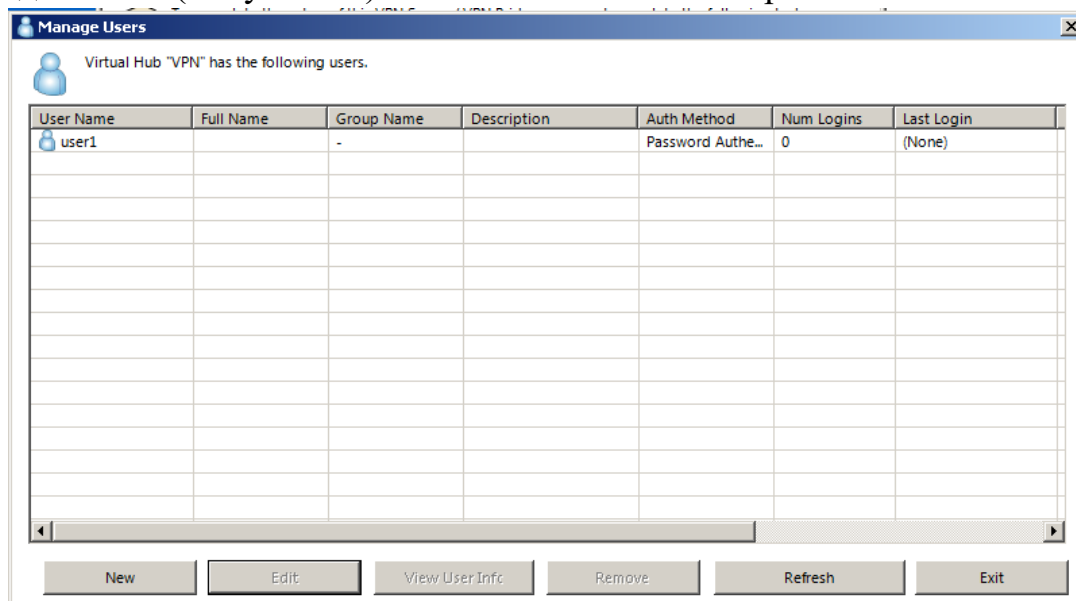 Manage Users
Virtual Hub "VPN" has the following users.
User Name Full Name Group Name Description Auth Method Num Logins Last Login
user1 - Password Authe... 0 (None)
New Edit View User Info Remove Refresh Exit